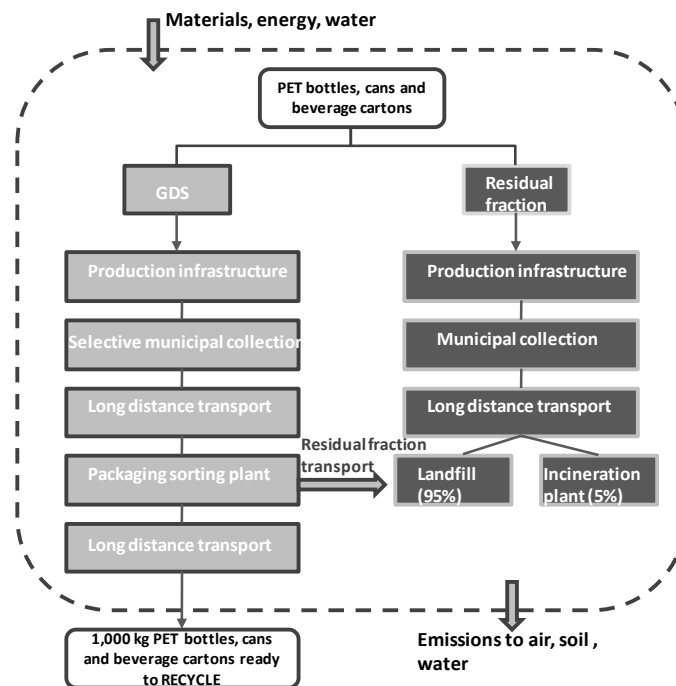 Materials, energy, water
PET bottles, cans and
beverage cartons
GDS
Residual
fraction
Production infrastructure
Production infrastructure
Selective municipal collection
Municipal collection
Long distance transport
Long distance transport
Residual fraction
transport
Packaging sorting plant
Landfill
(95%)
Incineration
plant (5%)
Long distance transport
1,000 kg PET bottles, cans
and beverage cartons ready
to RECYCLE
Emissions to air, soil ,
water